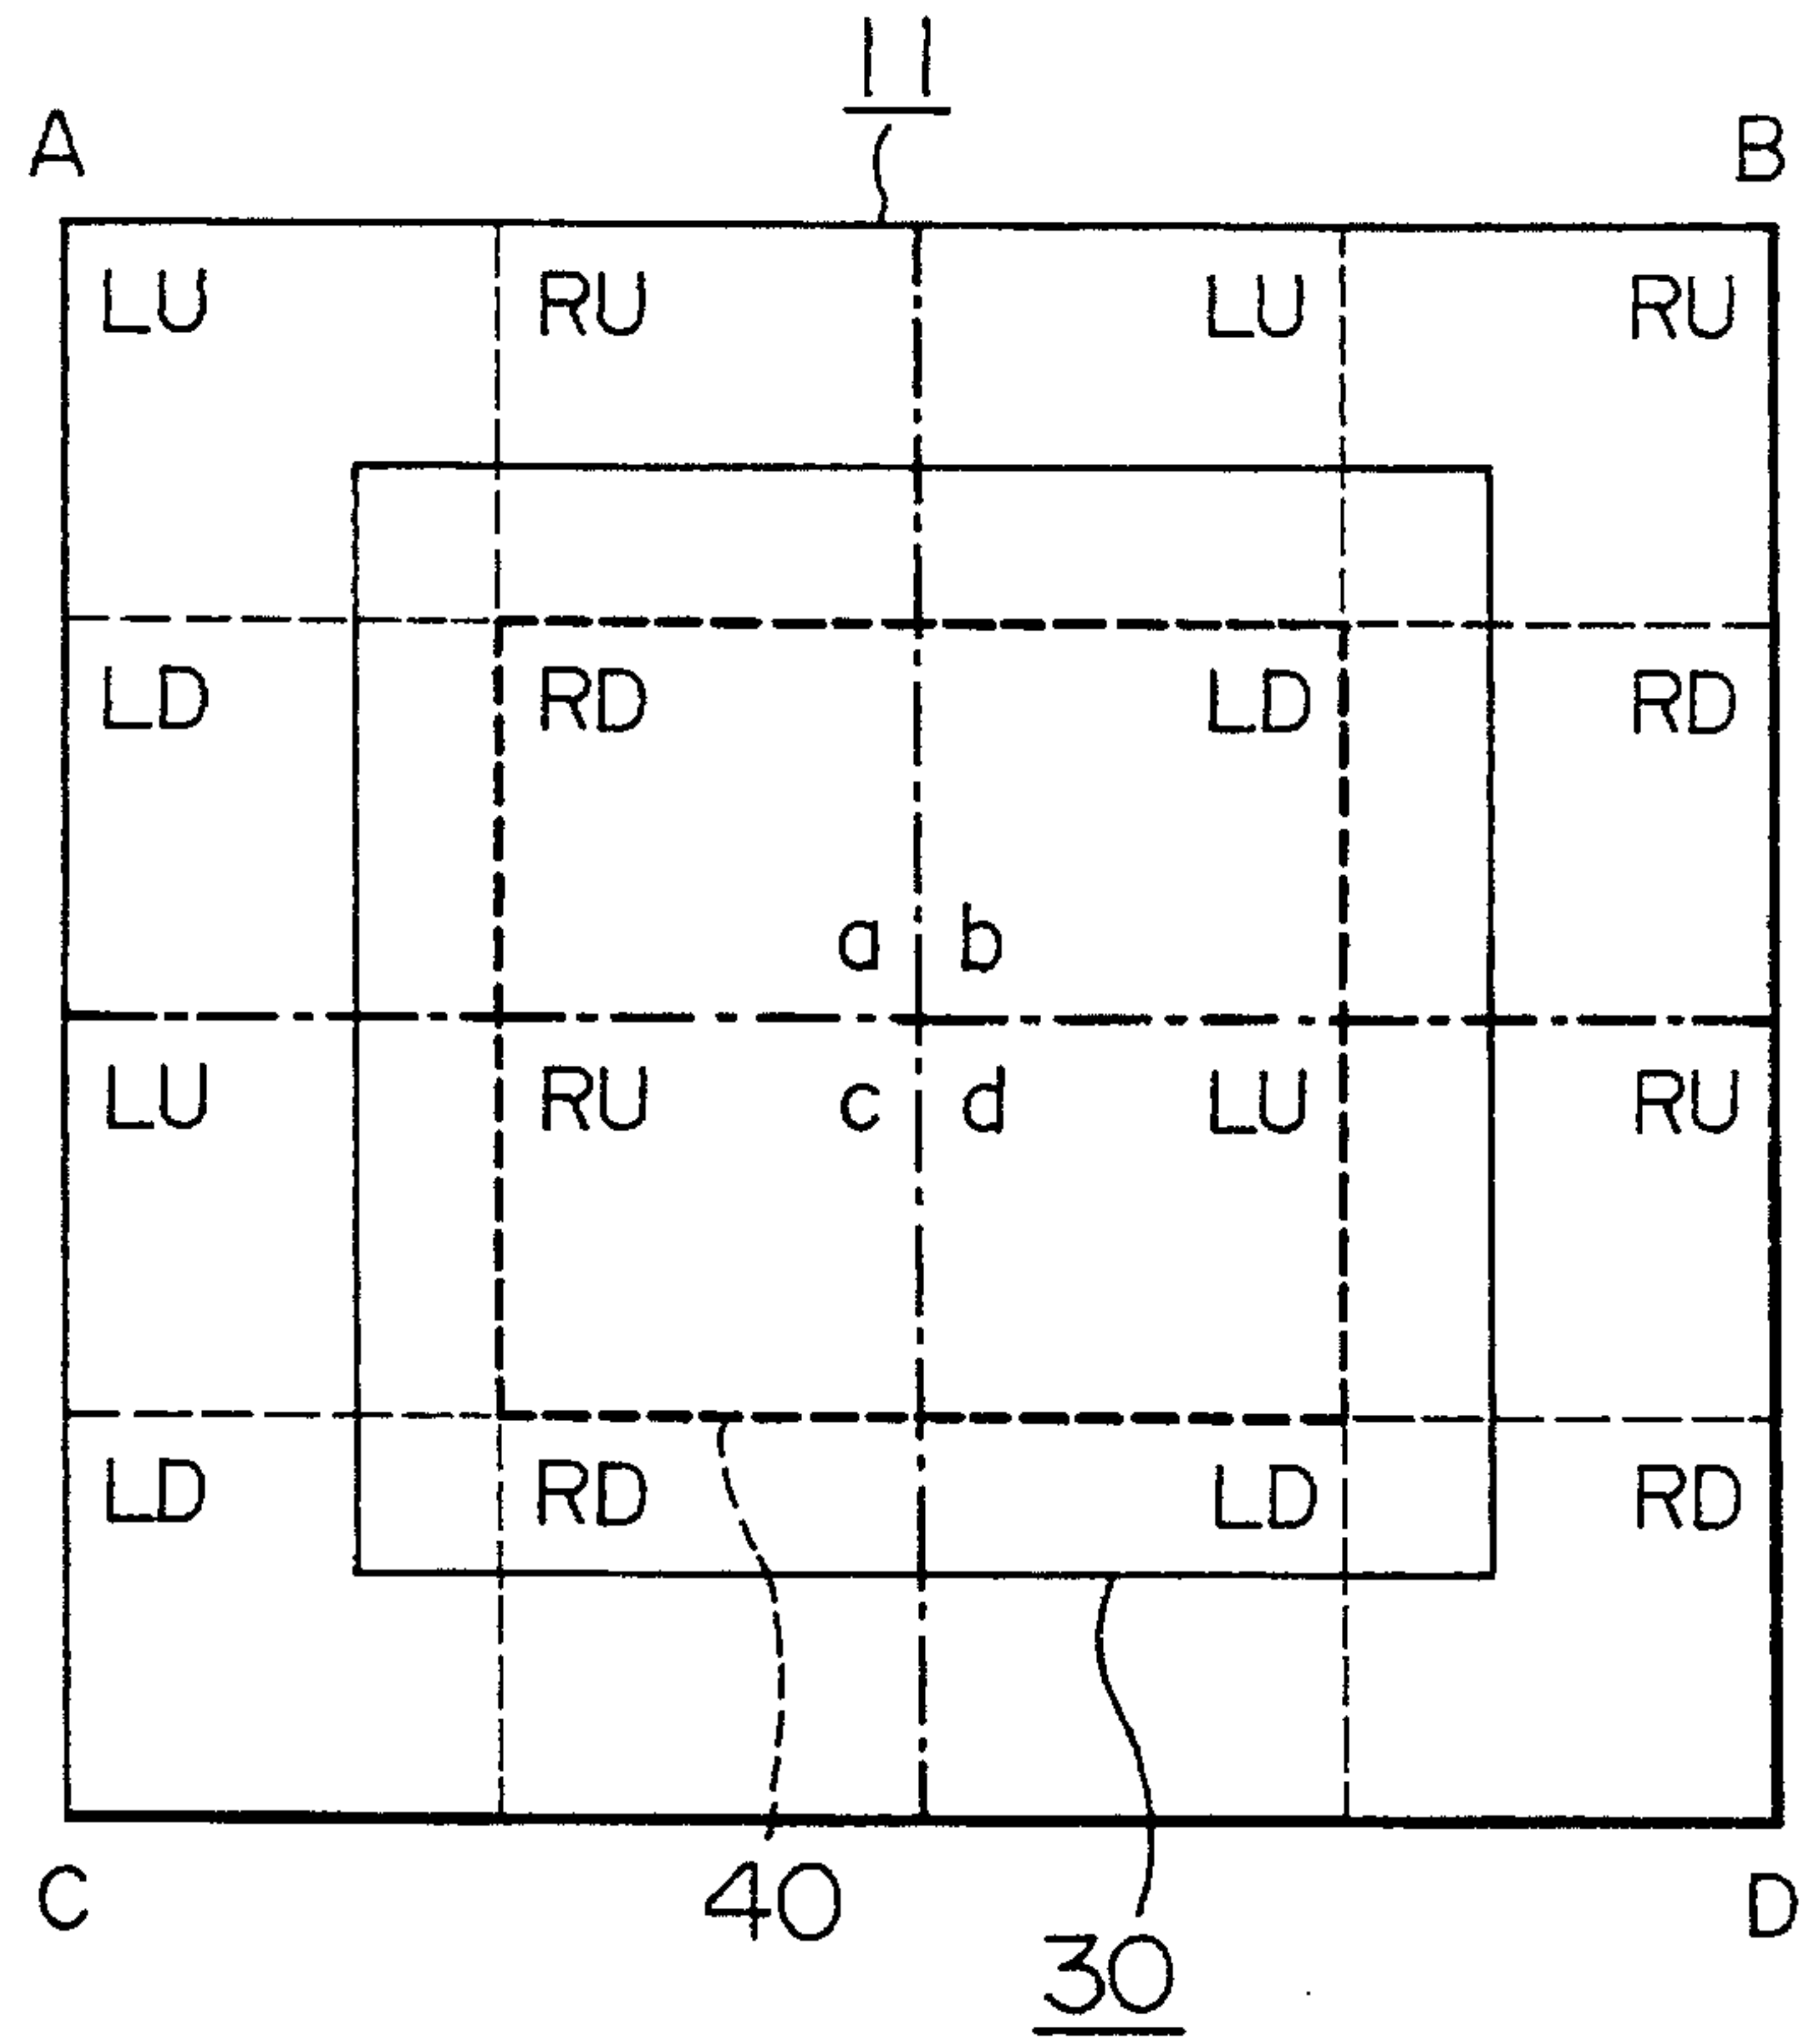 11
A B
LU RU LU RU
LD RD LD RD
a b
LU RU c d LU RU
LD RD LD RD
C 40 D
30